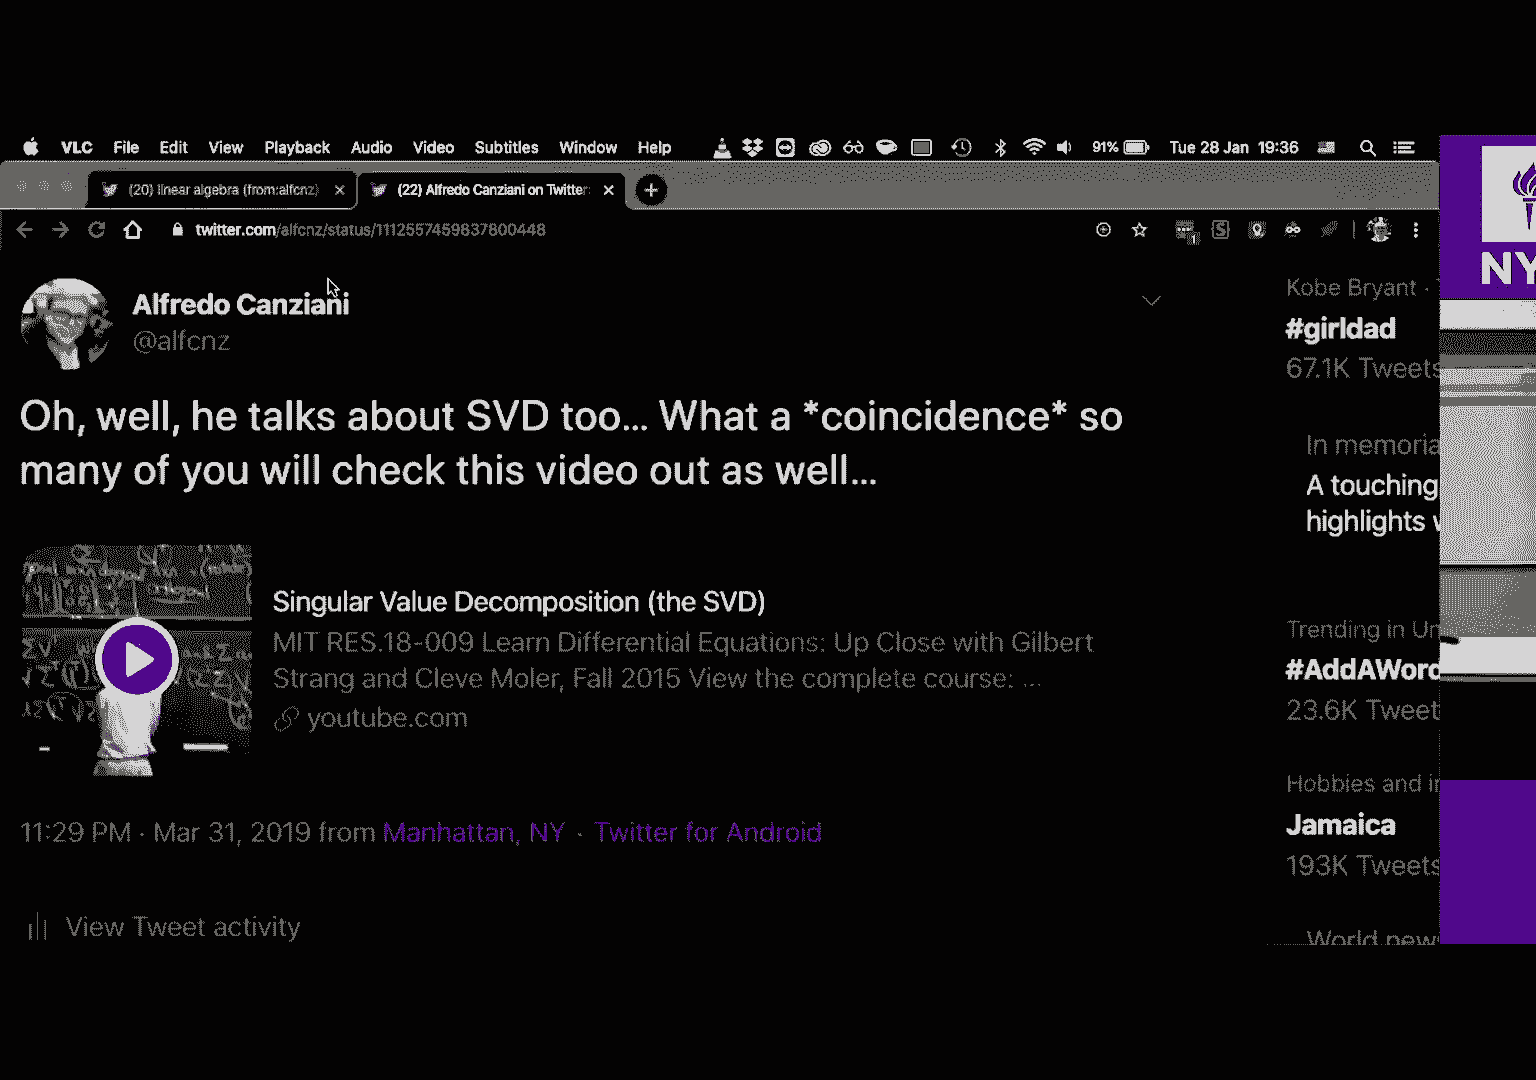 VLC File Edit View Playback Audio Video Subtitles Window Help 91% Tue 28 Jan 19:36
(20) linear algebra (from:alfcnz) (22) Alfredo Canziani on Twitter:
twitter.com/alfcnz/status/1112557459837800448
NY
Alfredo Canziani
@alfcnz
Oh, well, he talks about SVD too... What a *coincidence* so
many of you will check this video out as well...
Singular Value Decomposition (the SVD)
MIT RES.18-009 Learn Differential Equations: Up Close with Gilbert
Strang and Cleve Moler, Fall 2015 View the complete course: ...
youtube.com
11:29 PM · Mar 31, 2019 from Manhattan, NY · Twitter for Android
View Tweet activity
Kobe Bryant ·
#girldad
67.1K Tweets
In memoria
A touching
highlights
Trending in Un
#AddAWord
23.6K Tweet
Hobbies and in
Jamaica
193K Tweets
World news